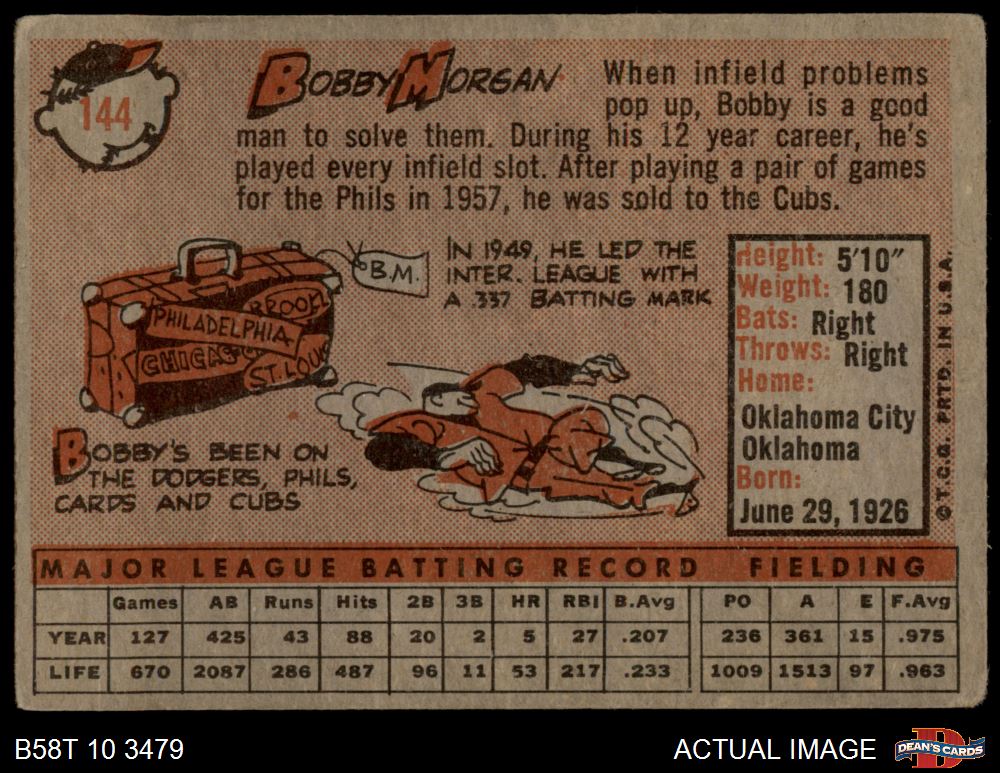 144
BOBBY MORGAN
When infield problems
pop up, Bobby is a good
man to solve them. During his 12 year career, he's
played every infield slot. After playing a pair of games
for the Phils in 1957, he was sold to the Cubs.
B.M.
BROOKL
PHILADELPHIA
CHICAGO
ST. LOUI
IN 1949, HE LED THE
INTER. LEAGUE WITH
A .337 BATTING MARK
BOBBY'S BEEN ON
THE DODGERS, PHILS,
CARDS AND CUBS
Height: 5'10"
Weight: 180
Bats: Right
Throws: Right
Home:
Oklahoma City
Oklahoma
Born:
June 29, 1926
© T.C.G. PRTD. IN U.S.A.
MAJOR LEAGUE BATTING RECORD FIELDING
Games AB Runs Hits 2B 3B HR RBI B.Avg PO A E F.Avg
YEAR 127 425 43 88 20 2 5 27 .207 236 361 15 .975
LIFE 670 2087 286 487 96 11 53 217 .233 1009 1513 97 .963
B58T 10 3479
ACTUAL IMAGE
DEAN'S CARDS